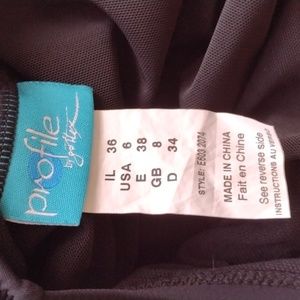 profile
by gottex
IL 36
USA 6
E 38
GB 8
D 34
STYLE: E603 2074
MADE IN CHINA
Fait en Chine
See reverse side
INSTRUCTIONS AU VERSO